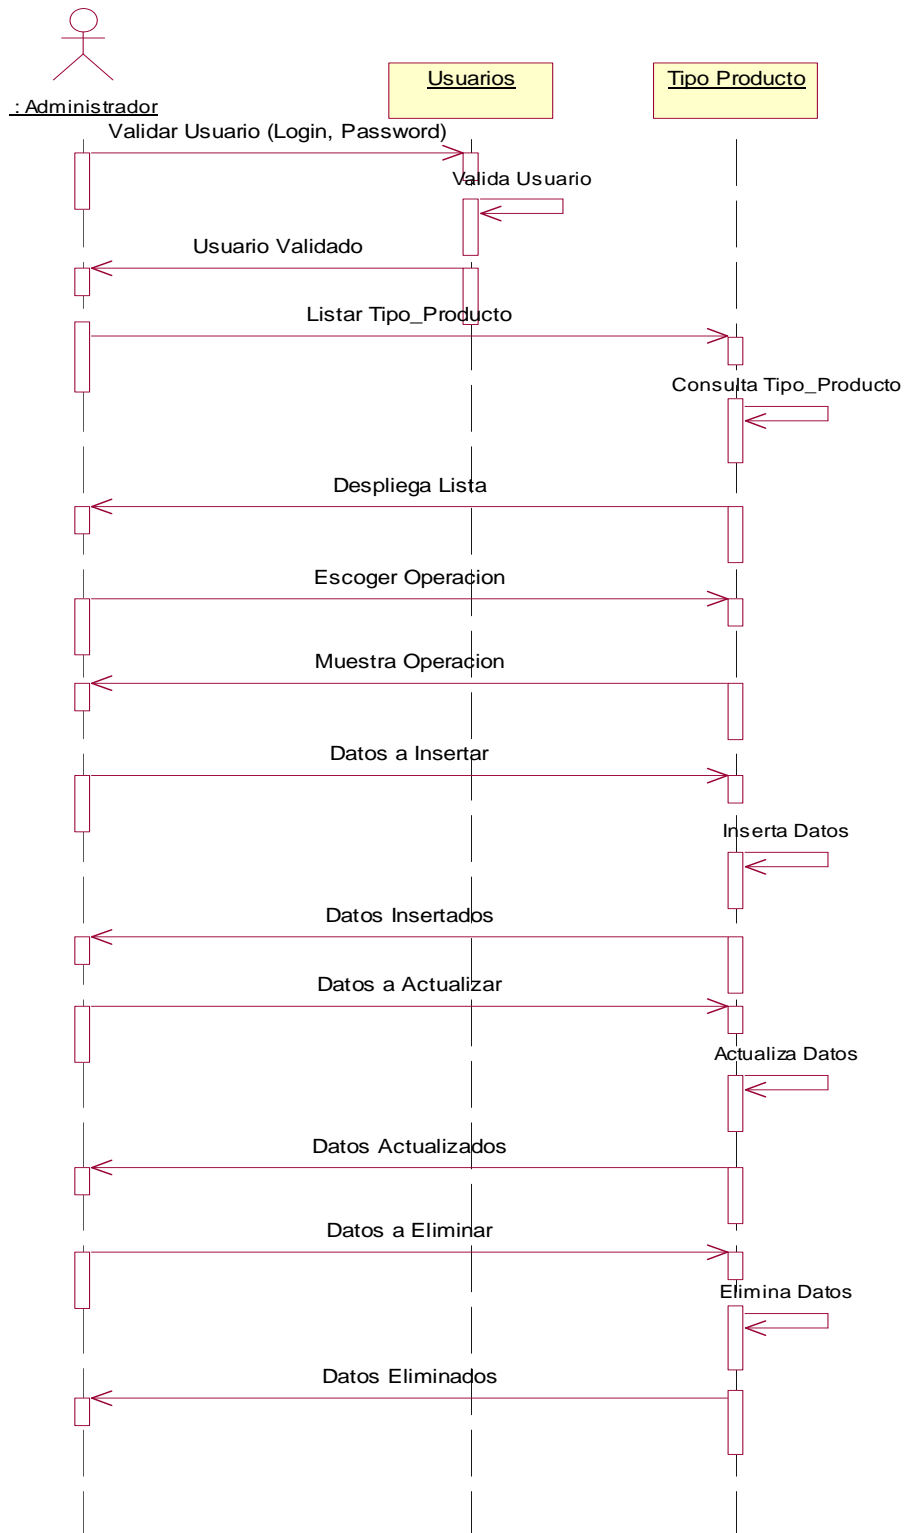 Usuarios
Tipo Producto
: Administrador
Validar Usuario (Login, Password)
Valida Usuario
Usuario Validado
Listar Tipo_Producto
Consulta Tipo_Producto
Despliega Lista
Escoger Operacion
Muestra Operacion
Datos a Insertar
Inserta Datos
Datos Insertados
Datos a Actualizar
Actualiza Datos
Datos Actualizados
Datos a Eliminar
Elimina Datos
Datos Eliminados